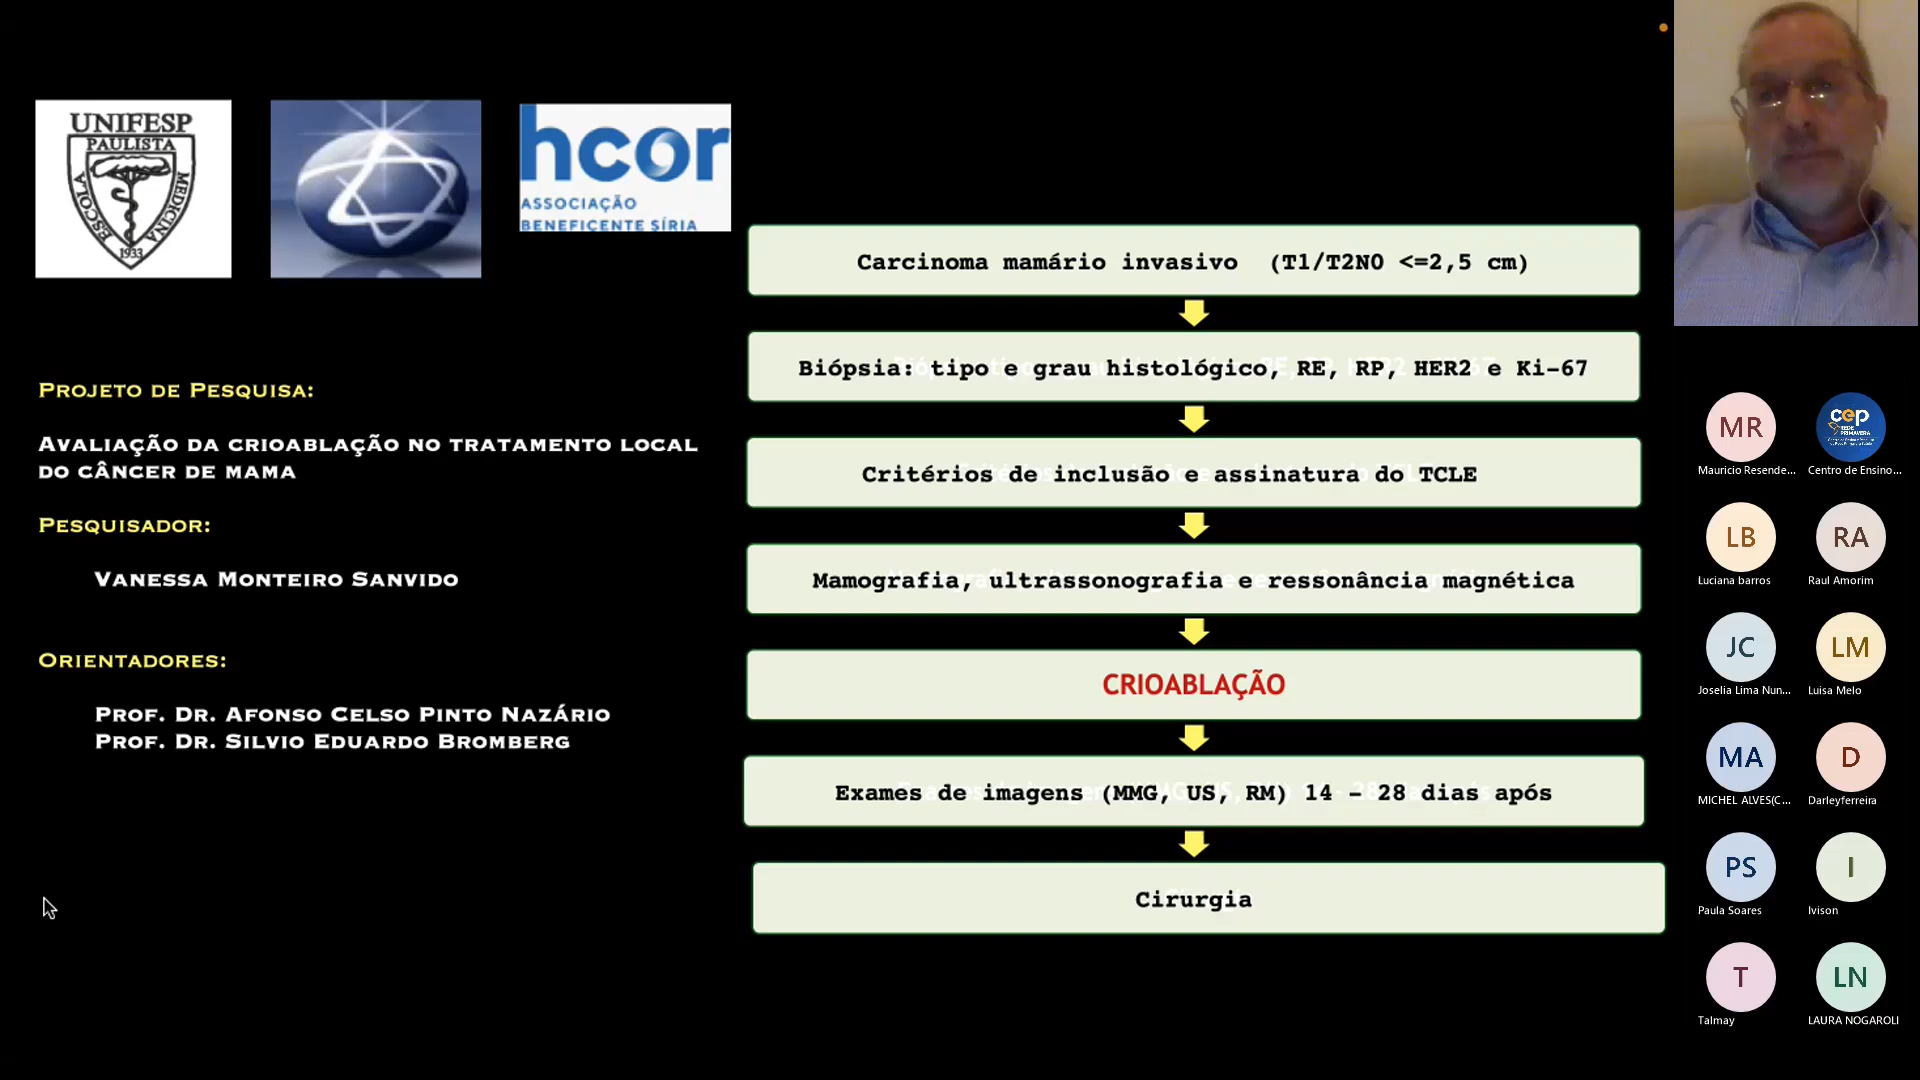 UNIFESP
PAULISTA
ESCOLA
MEDICINA
1933
hcor
ASSOCIAÇÃO
BENEFICENTE SÍRIA
PROJETO DE PESQUISA:
AVALIAÇÃO DA CRIOABLAÇÃO NO TRATAMENTO LOCAL
DO CÂNCER DE MAMA
PESQUISADOR:
VANESSA MONTEIRO SANVIDO
ORIENTADORES:
PROF. DR. AFONSO CELSO PINTO NAZÁRIO
PROF. DR. SILVIO EDUARDO BROMBERG
Carcinoma mamário invasivo (T1/T2N0 <=2,5 cm)
Biópsia: tipo e grau histológico, RE, RP, HER2 e Ki-67
Critérios de inclusão e assinatura do TCLE
Mamografia, ultrassonografia e ressonância magnética
CRIOABLAÇÃO
Exames de imagens (MMG, US, RM) 14 - 28 dias após
Cirurgia
MR
Mauricio Resende...
cep
REDE
PRIMAVERA
Centro de Ensino...
LB
Luciana barros
RA
Raul Amorim
JC
Joselia Lima Nun...
LM
Luisa Melo
MA
MICHEL ALVES(C...
D
Darleyferreira
PS
Paula Soares
I
Ivison
T
Talmay
LN
LAURA NOGAROLI